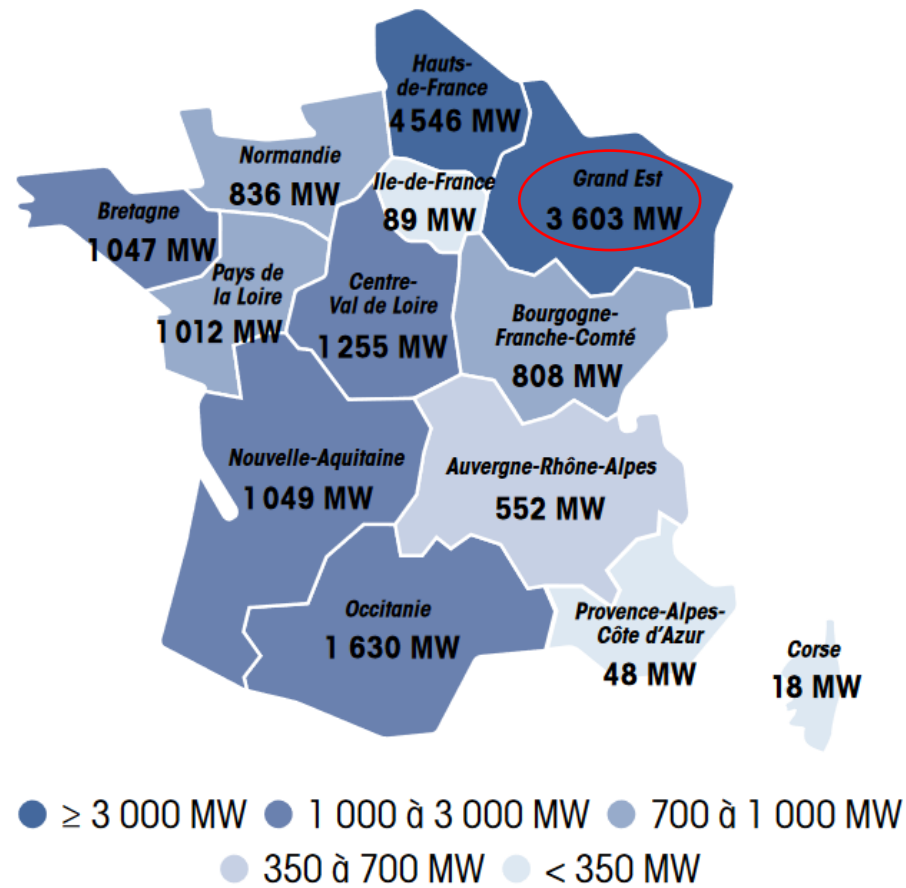 Hauts-
de-France
4 546 MW
Normandie
836 MW
Ile-de-France
89 MW
Grand Est
3 603 MW
Bretagne
1 047 MW
Pays de
la Loire
1 012 MW
Centre-
Val de Loire
1 255 MW
Bourgogne-
Franche-Comté
808 MW
Nouvelle-Aquitaine
1 049 MW
Auvergne-Rhône-Alpes
552 MW
Occitanie
1 630 MW
Provence-Alpes-
Côte d'Azur
48 MW
Corse
18 MW
≥ 3 000 MW 1 000 à 3 000 MW 700 à 1 000 MW
350 à 700 MW < 350 MW